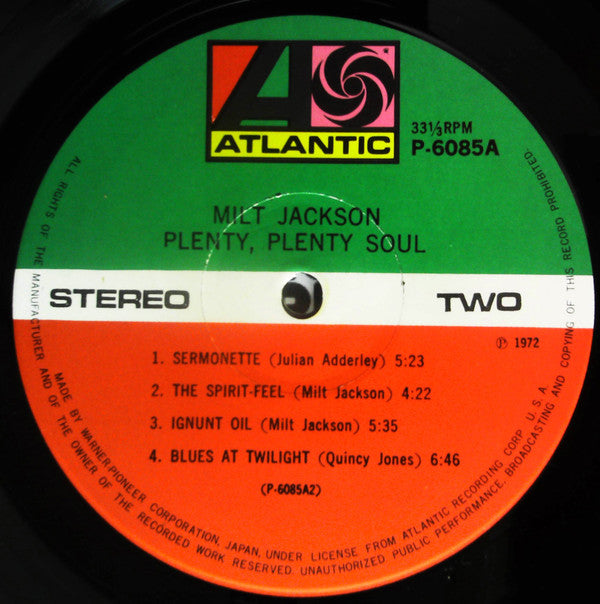 ATLANTIC
33⅓RPM
P-6085A
MILT JACKSON
PLENTY, PLENTY SOUL
STEREO
TWO
℗ 1972
1. SERMONETTE (Julian Adderley) 5:23
2. THE SPIRIT-FEEL (Milt Jackson) 4:22
3. IGNUNT OIL (Milt Jackson) 5:35
4. BLUES AT TWILIGHT (Quincy Jones) 6:46
(P-6085A2)
ALL RIGHTS OF THE MANUFACTURER AND OF THE OWNER OF THE RECORDED WORK RESERVED. UNAUTHORIZED PUBLIC PERFORMANCE, BROADCASTING AND COPYING OF THIS RECORD PROHIBITED.
MADE BY WARNER-PIONEER CORPORATION, JAPAN, UNDER LICENSE FROM ATLANTIC RECORDING CORP. U. S. A.